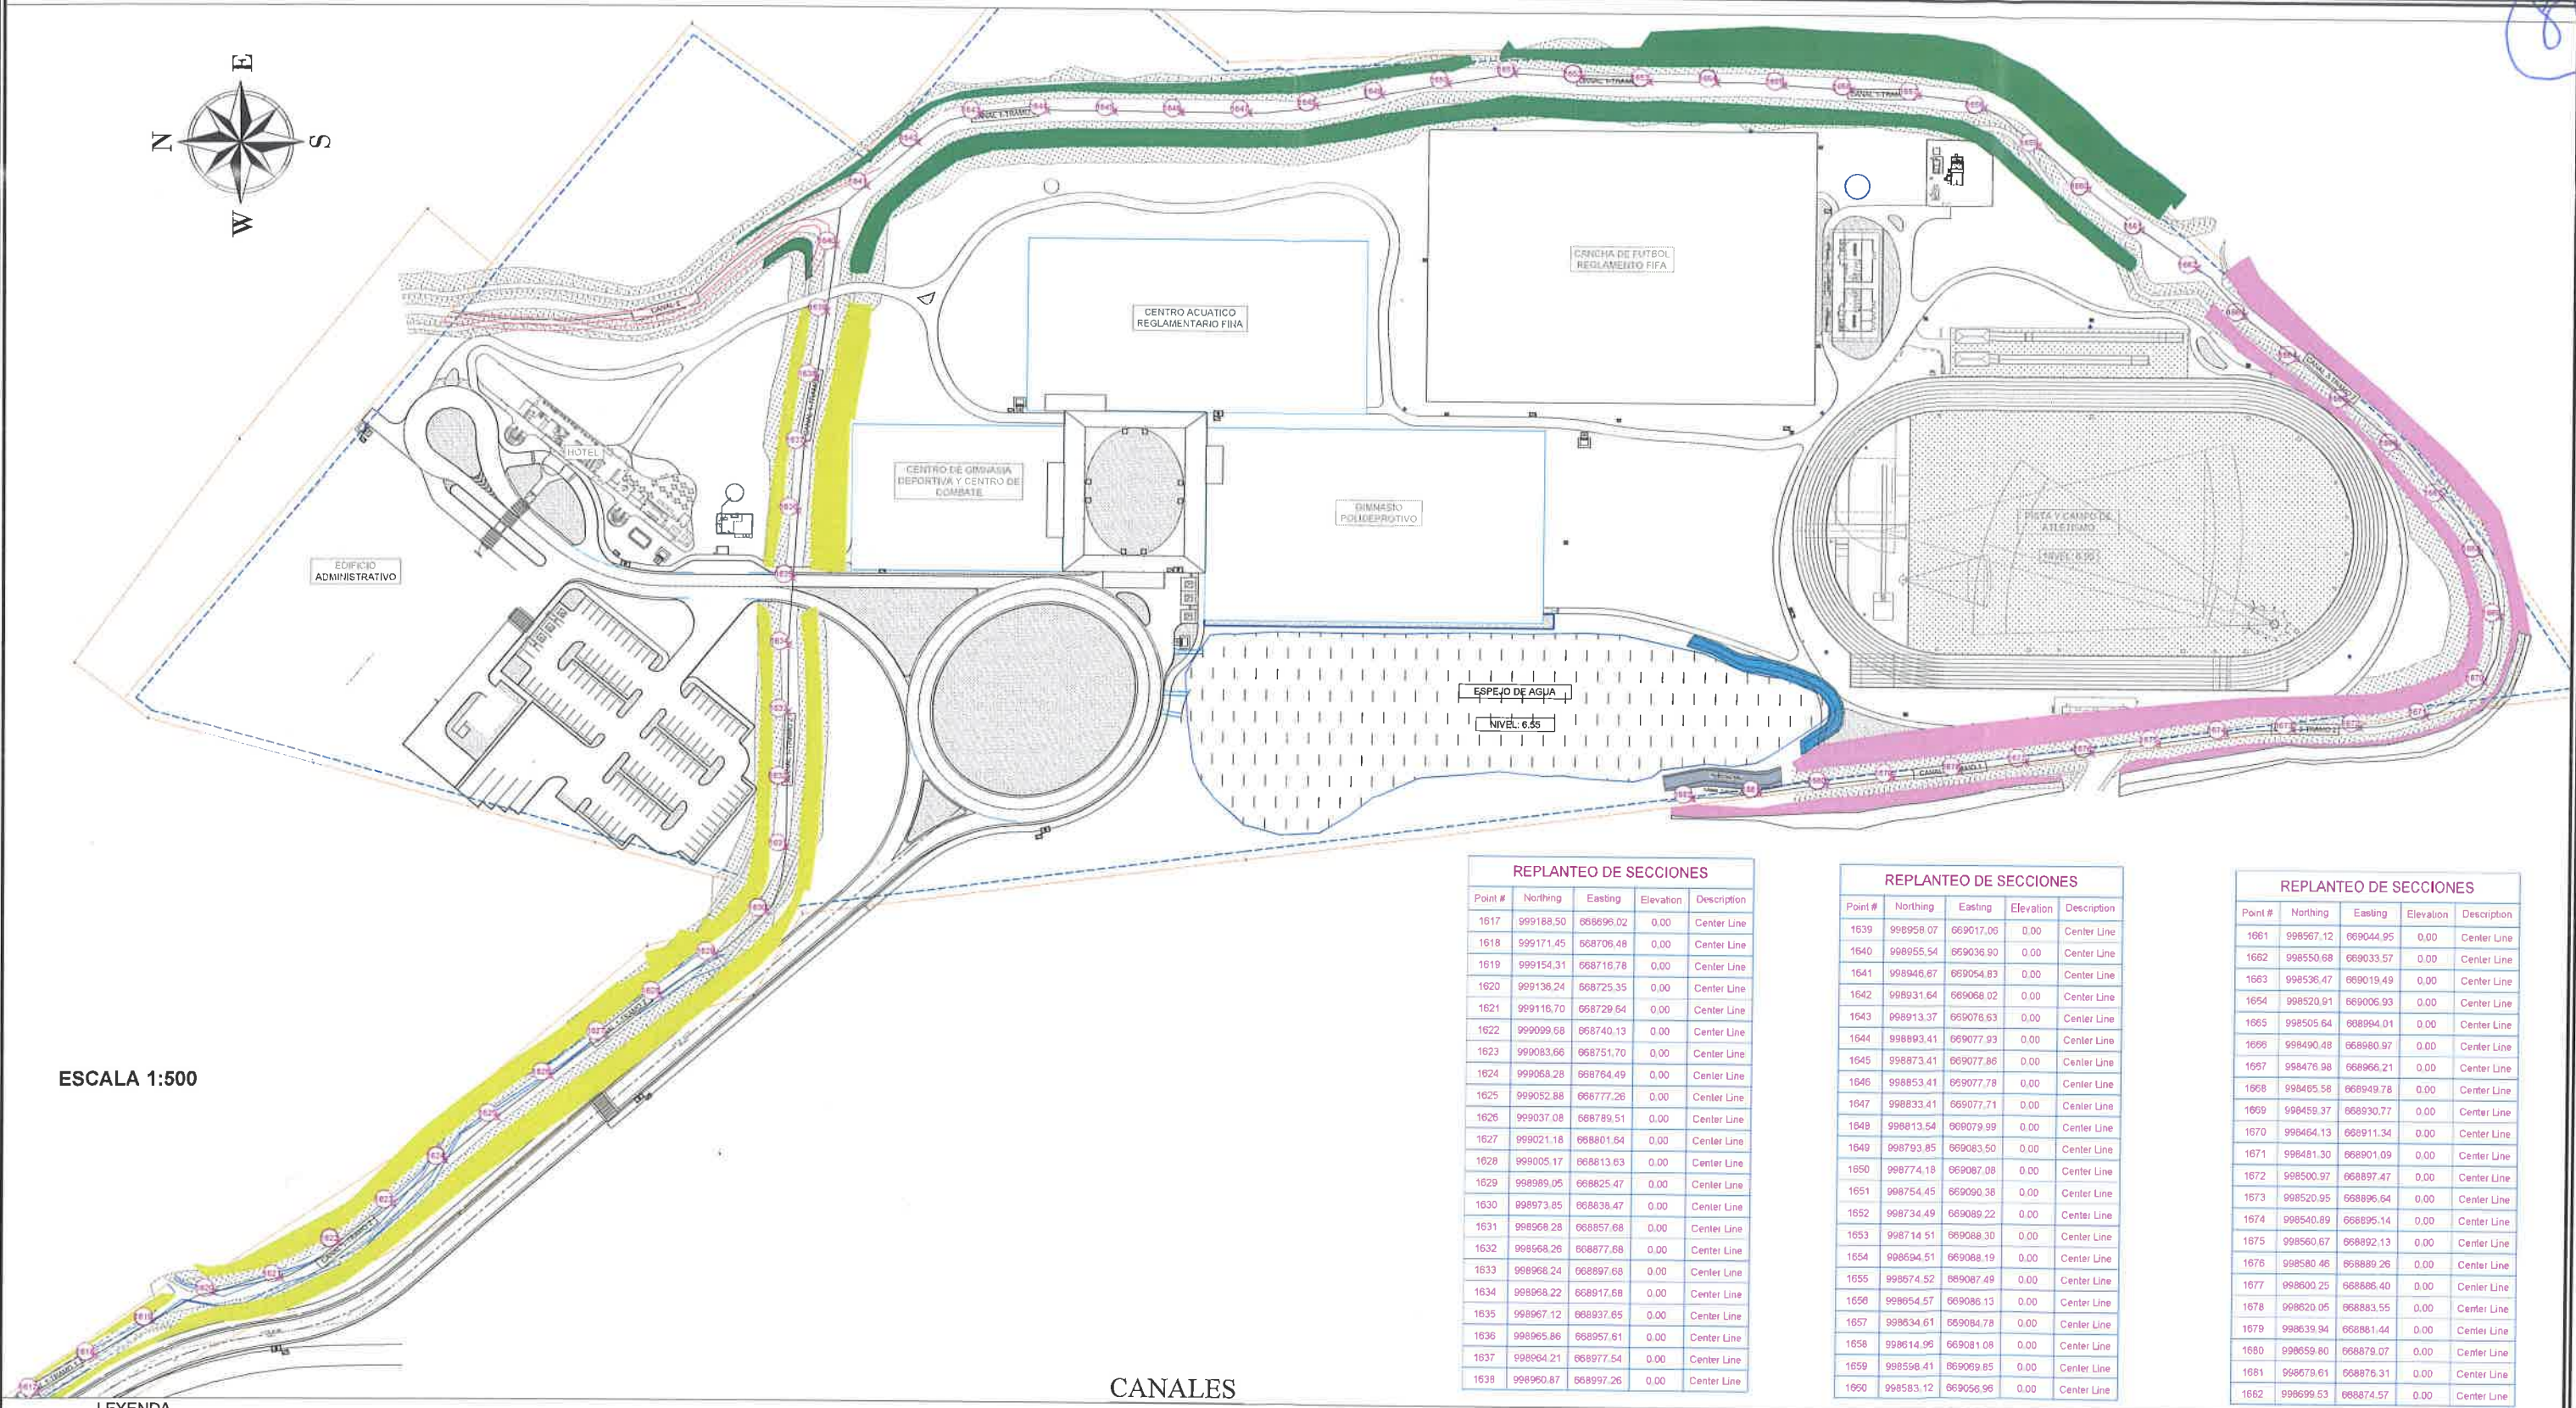 E
N
S
W
CENTRO ACUATICO
REGLAMENTARIO FINA
CANCHA DE FUTBOL
REGLAMENTO FIFA
HOTEL
CENTRO DE GIMNASIA
DEPORTIVA Y CENTRO DE
COMBATE
GIMNASIO
POLIDEPROTIVO
PISTA Y CAMPO DE
ATLETISMO
EDIFICIO
ADMINISTRATIVO
ESPEJO DE AGUA
NIVEL: 6.55
ESCALA 1:500
CANALES
LEYENDA
REPLANTEO DE SECCIONES
Point # Northing Easting Elevation Description
1617 999188,50 668696,02 0,00 Center Line
1618 999171,45 668706,48 0,00 Center Line
1619 999154,31 668716,78 0,00 Center Line
1620 999136,24 668725,35 0,00 Center Line
1621 999116,70 668729,64 0,00 Center Line
1622 999099,68 668740,13 0,00 Center Line
1623 999083,66 668751,70 0,00 Center Line
1624 999068,28 668764,49 0,00 Center Line
1625 999052,88 668777,26 0,00 Center Line
1626 999037,08 668789,51 0,00 Center Line
1627 999021,18 668801,64 0,00 Center Line
1628 999005,17 668813,63 0,00 Center Line
1629 998989,05 668825,47 0,00 Center Line
1630 998973,85 668838,47 0,00 Center Line
1631 998968,28 668857,68 0,00 Center Line
1632 998968,26 668877,68 0,00 Center Line
1633 998968,24 668897,68 0,00 Center Line
1634 998968,22 668917,68 0,00 Center Line
1635 998967,12 668937,65 0,00 Center Line
1636 998965,86 668957,61 0,00 Center Line
1637 998964,21 668977,54 0,00 Center Line
1638 998960,87 668997,26 0,00 Center Line
REPLANTEO DE SECCIONES
Point # Northing Easting Elevation Description
1639 998958,07 669017,06 0,00 Center Line
1640 998955,54 669036,90 0,00 Center Line
1641 998946,67 669054,83 0,00 Center Line
1642 998931,64 669068,02 0,00 Center Line
1643 998913,37 669076,63 0,00 Center Line
1644 998893,41 669077,93 0,00 Center Line
1645 998873,41 669077,86 0,00 Center Line
1646 998853,41 669077,78 0,00 Center Line
1647 998833,41 669077,71 0,00 Center Line
1648 998813,54 669079,99 0,00 Center Line
1649 998793,85 669083,50 0,00 Center Line
1650 998774,18 669087,08 0,00 Center Line
1651 998754,45 669090,38 0,00 Center Line
1652 998734,49 669089,22 0,00 Center Line
1653 998714,51 669088,30 0,00 Center Line
1654 998694,51 669088,19 0,00 Center Line
1655 998674,52 669087,49 0,00 Center Line
1656 998654,57 669086,13 0,00 Center Line
1657 998634,61 669084,78 0,00 Center Line
1658 998614,96 669081,08 0,00 Center Line
1659 998598,41 669069,85 0,00 Center Line
1660 998583,12 669056,96 0,00 Center Line
REPLANTEO DE SECCIONES
Point # Northing Easting Elevation Description
1661 998567,12 669044,95 0,00 Center Line
1662 998550,68 669033,57 0,00 Center Line
1663 998536,47 669019,49 0,00 Center Line
1664 998520,91 669006,93 0,00 Center Line
1665 998505,64 668994,01 0,00 Center Line
1666 998490,48 668980,97 0,00 Center Line
1667 998476,98 668966,21 0,00 Center Line
1668 998465,58 668949,78 0,00 Center Line
1669 998459,37 668930,77 0,00 Center Line
1670 998464,13 668911,34 0,00 Center Line
1671 998481,30 668901,09 0,00 Center Line
1672 998500,97 668897,47 0,00 Center Line
1673 998520,95 668896,64 0,00 Center Line
1674 998540,89 668895,14 0,00 Center Line
1675 998560,67 668892,13 0,00 Center Line
1676 998580,46 668889,26 0,00 Center Line
1677 998600,25 668886,40 0,00 Center Line
1678 998620,05 668883,55 0,00 Center Line
1679 998639,94 668881,44 0,00 Center Line
1680 998659,80 668879,07 0,00 Center Line
1681 998679,61 668876,31 0,00 Center Line
1682 998699,53 668874,57 0,00 Center Line